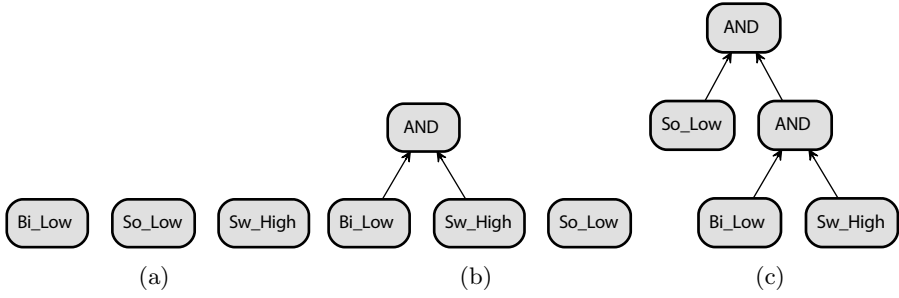 AND
So_Low AND
AND
Bi_Low So_Low Sw_High Bi_Low Sw_High So_Low Bi_Low Sw_High
(a) (b) (c)